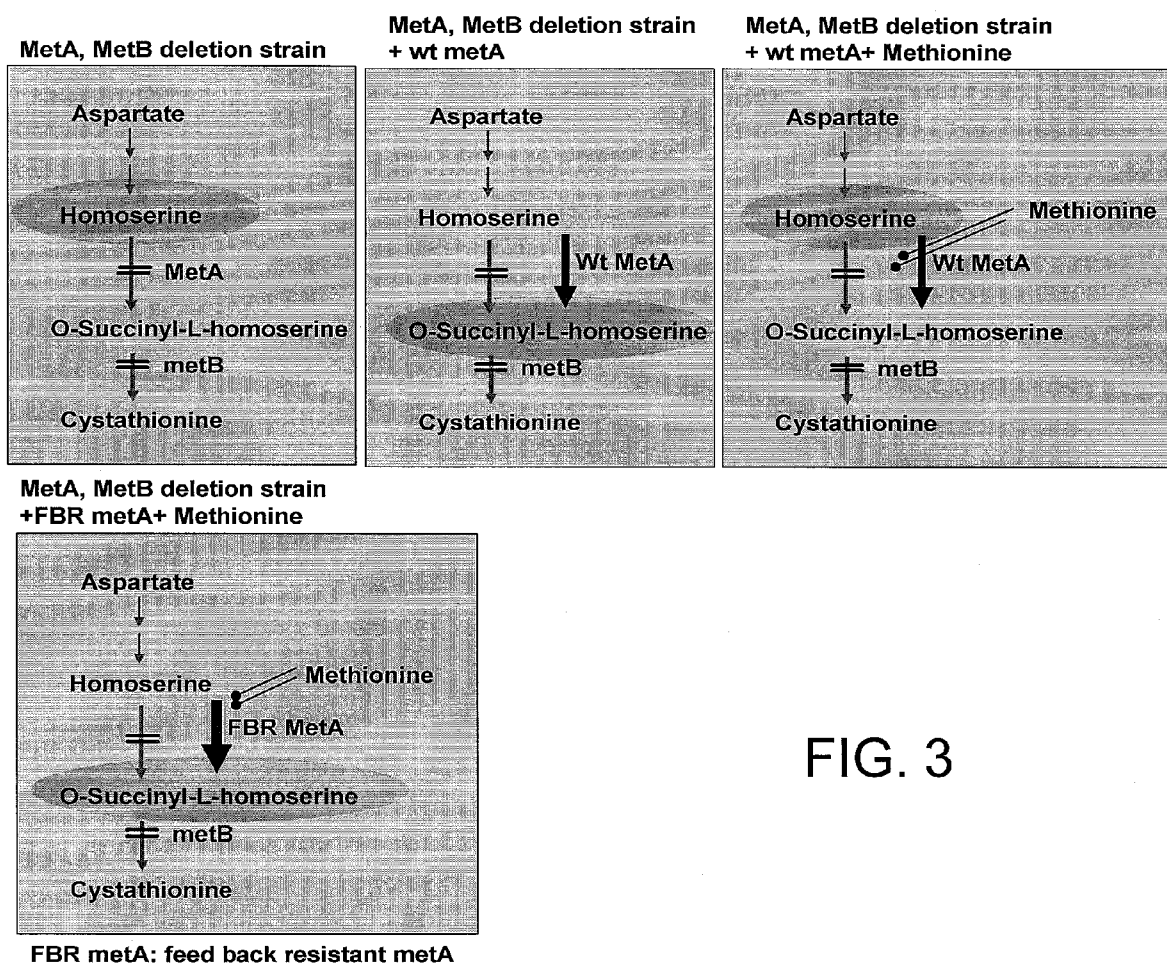 MetA, MetB deletion strain
Aspartate
Homoserine
MetA
O-Succinyl-L-homoserine
metB
Cystathionine
MetA, MetB deletion strain
+ wt metA
Aspartate
Homoserine
Wt MetA
O-Succinyl-L-homoserine
metB
Cystathionine
MetA, MetB deletion strain
+ wt metA+ Methionine
Aspartate
Homoserine
Methionine
Wt MetA
O-Succinyl-L-homoserine
metB
Cystathionine
MetA, MetB deletion strain
+FBR metA+ Methionine
Aspartate
Homoserine
Methionine
FBR MetA
O-Succinyl-L-homoserine
metB
Cystathionine
FBR metA: feed back resistant metA
FIG. 3